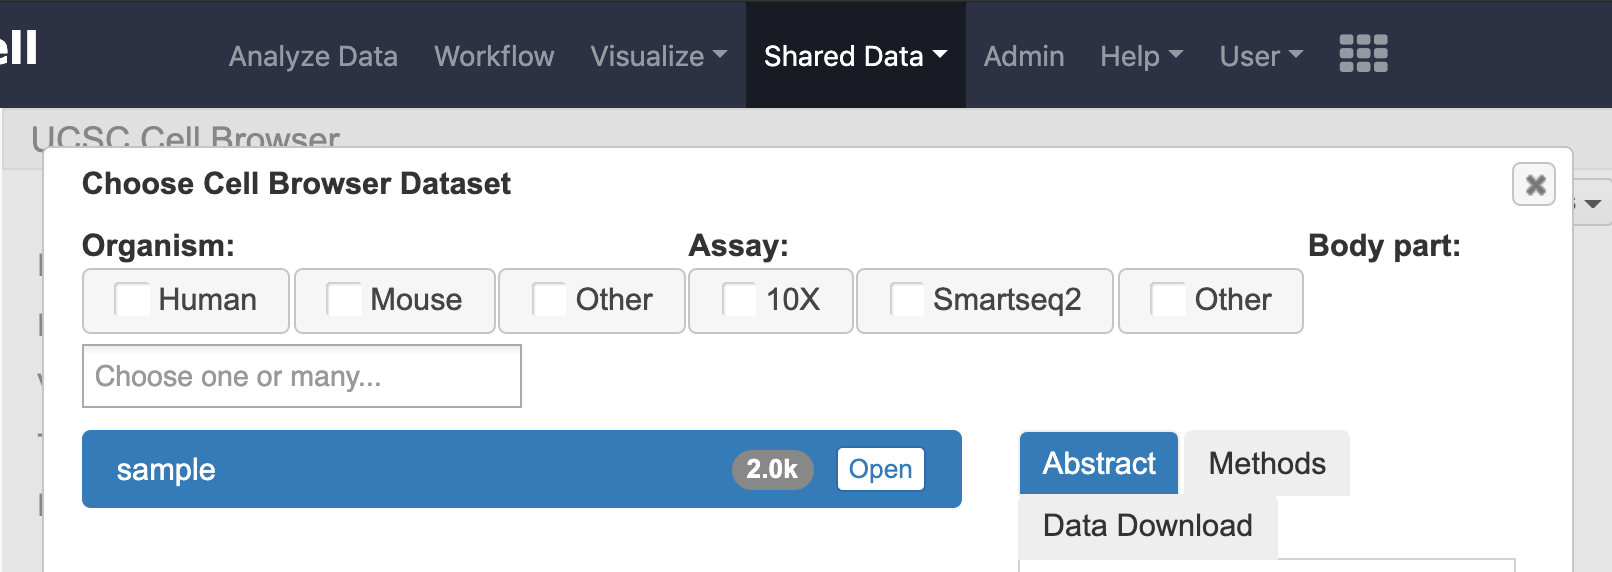 ell Analyze Data Workflow Visualize Shared Data Admin Help User
UCSC Cell Browser
Choose Cell Browser Dataset
Organism: Assay: Body part:
Human Mouse Other 10X Smartseq2 Other
Choose one or many...
sample 2.0k Open
Abstract Methods
Data Download